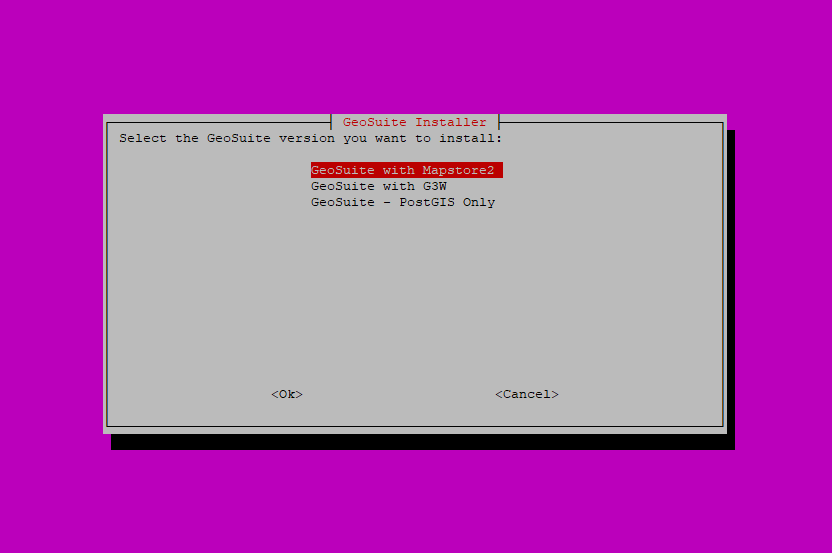 GeoSuite Installer
Select the GeoSuite version you want to install:
GeoSuite with Mapstore2
GeoSuite with G3W
GeoSuite - PostGIS Only
<Ok> <Cancel>